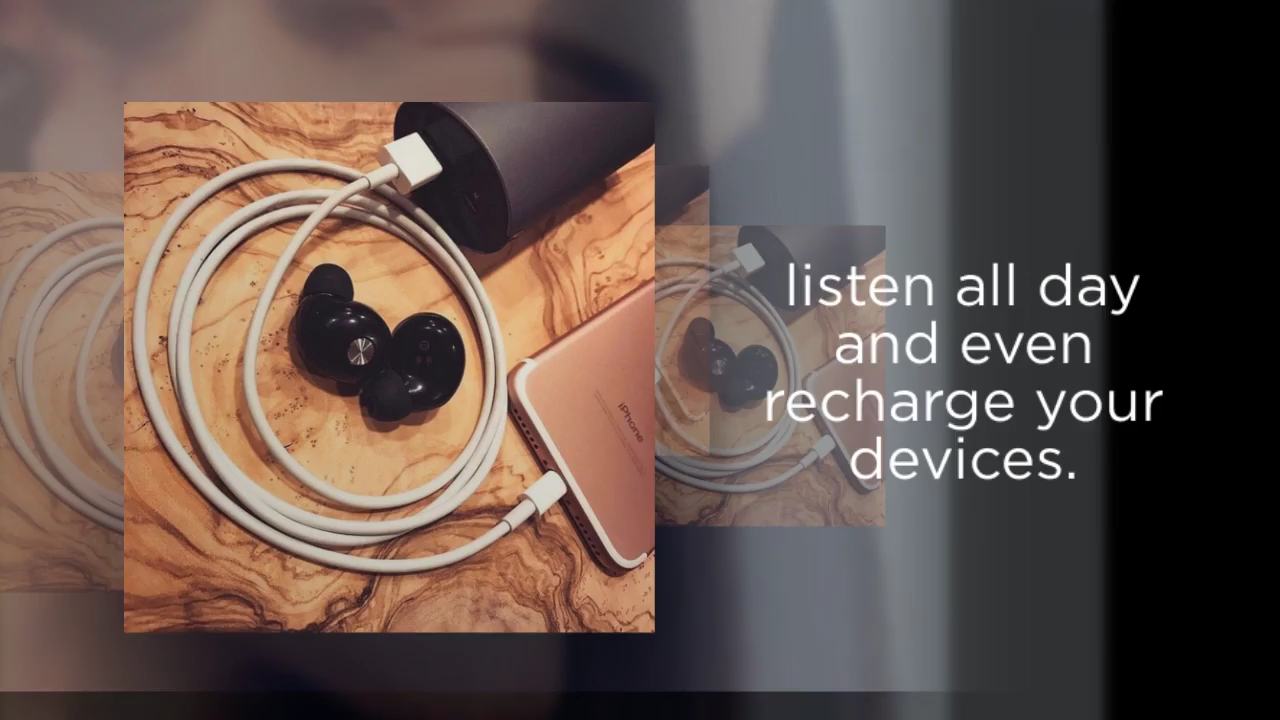 listen all day
and even
recharge your
devices.
iPhone